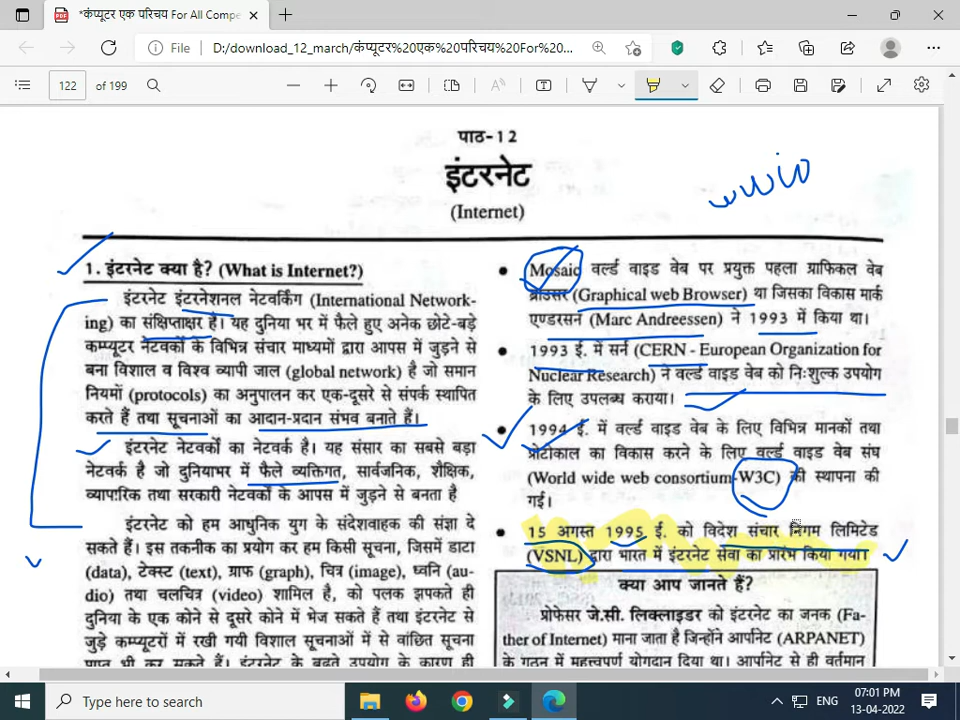 *कंप्यूटर एक परिचय For All Compe
File D:/download_12_march/कंप्यूटर%20एक%20परिचय%20For%20...
122 of 199
पाठ-12
इंटरनेट
(Internet)
1. इंटरनेट क्या है? (What is Internet?)
इंटरनेट इंटरनेशनल नेटवर्किंग (International Network-
ing) का संक्षिप्ताक्षर है। यह दुनिया भर में फैले हुए अनेक छोटे-बड़े
कम्प्यूटर नेटवर्कों के विभिन्न संचार माध्यमों द्वारा आपस में जुड़ने से
बना विशाल व विश्व व्यापी जाल (global network) है जो समान
नियमों (protocols) का अनुपालन कर एक-दूसरे से संपर्क स्थापित
करते हैं तथा सूचनाओं का आदान-प्रदान संभव बनाते हैं।
इंटरनेट नेटवर्कों का नेटवर्क है। यह संसार का सबसे बड़ा
नेटवर्क है जो दुनियाभर में फैले व्यक्तिगत, सार्वजनिक, शैक्षिक,
व्यापारिक तथा सरकारी नेटवर्कों के आपस में जुड़ने से बनता है
इंटरनेट को हम आधुनिक युग के संदेशवाहक की संज्ञा दे
सकते हैं। इस तकनीक का प्रयोग कर हम किसी सूचना, जिसमें डाटा
(data), टेक्स्ट (text), ग्राफ (graph), चित्र (image), ध्वनि (au-
dio) तथा चलचित्र (video) शामिल है, को पलक झपकते ही
दुनिया के एक कोने से दूसरे कोने में भेज सकते हैं तथा इंटरनेट से
जुड़े कम्प्यूटरों में रखी गयी विशाल सूचनाओं में से वांछित सूचना
प्राप्त भी कर सकते हैं। इंटरनेट के बढ़ते उपयोग के कारण ही
• Mosaic वर्ल्ड वाइड वेब पर प्रयुक्त पहला ग्राफिकल वेब
ब्राउसर (Graphical web Browser) था जिसका विकास मार्क
एण्डरसन (Marc Andreessen) ने 1993 में किया था।
• 1993 ई. में सर्न (CERN - European Organization for
Nuclear Research) ने वर्ल्ड वाइड वेब को निःशुल्क उपयोग
के लिए उपलब्ध कराया।
• 1994 ई. में वर्ल्ड वाइड वेब के लिए विभिन्न मानकों तथा
प्रोटोकाल का विकास करने के लिए वर्ल्ड वाइड वेब संघ
(World wide web consortium-W3C) की स्थापना की
गई।
• 15 अगस्त 1995 ई. को विदेश संचार निगम लिमिटेड
(VSNL) द्वारा भारत में इंटरनेट सेवा का प्रारंभ किया गया।
क्या आप जानते हैं?
प्रोफेसर जे.सी. लिक्लाइडर को इंटरनेट का जनक (Fa-
ther of Internet) माना जाता है जिन्होंने आर्पानेट (ARPANET)
के गठन में महत्वपूर्ण योगदान दिया था। आर्पानेट से ही वर्तमान
Type here to search
ENG
07:01 PM
13-04-2022